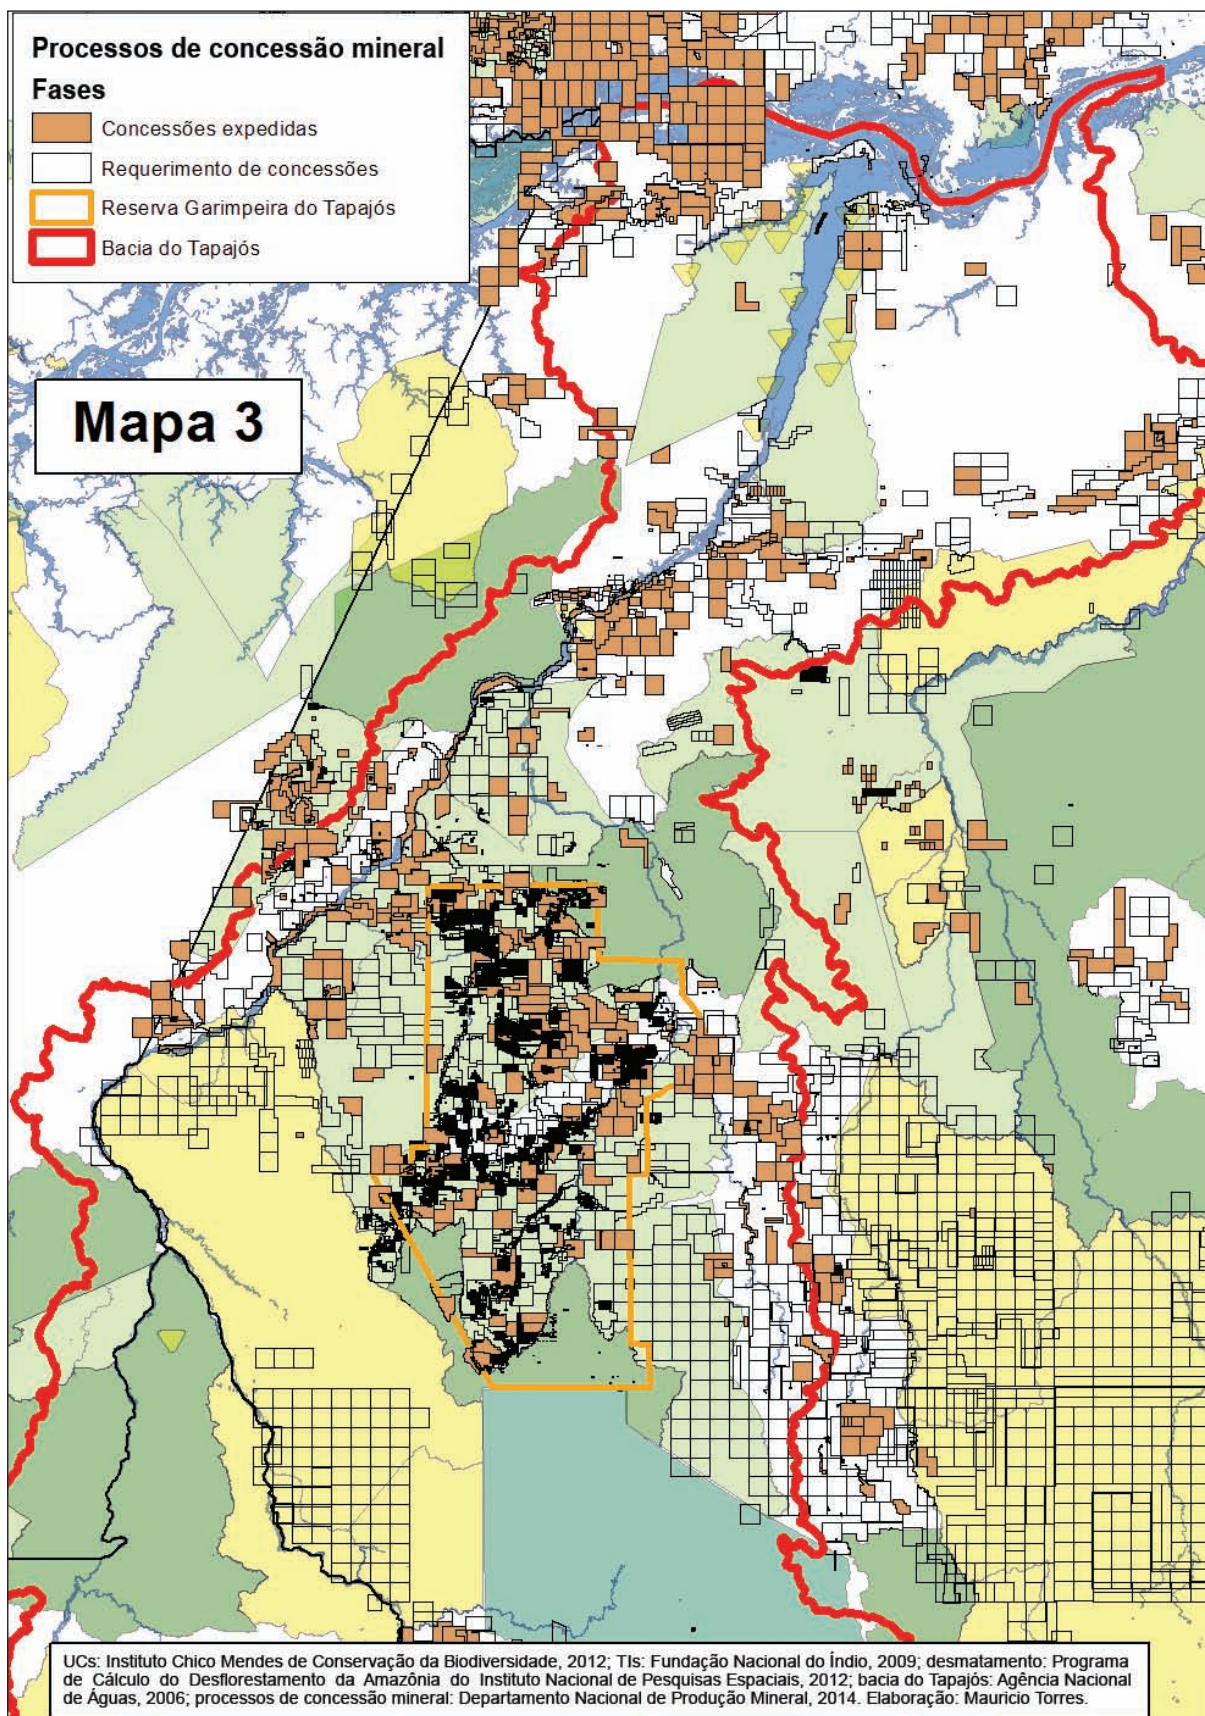 Processos de concessão mineral
Fases
Concessões expedidas
Requerimento de concessões
Reserva Garimpeira do Tapajós
Bacia do Tapajós
Mapa 3
UCs: Instituto Chico Mendes de Conservação da Biodiversidade, 2012; TIs: Fundação Nacional do Índio, 2009; desmatamento: Programa
de Cálculo do Desflorestamento da Amazônia do Instituto Nacional de Pesquisas Espaciais, 2012; bacia do Tapajós: Agência Nacional
de Águas, 2006; processos de concessão mineral: Departamento Nacional de Produção Mineral, 2014. Elaboração: Mauricio Torres.